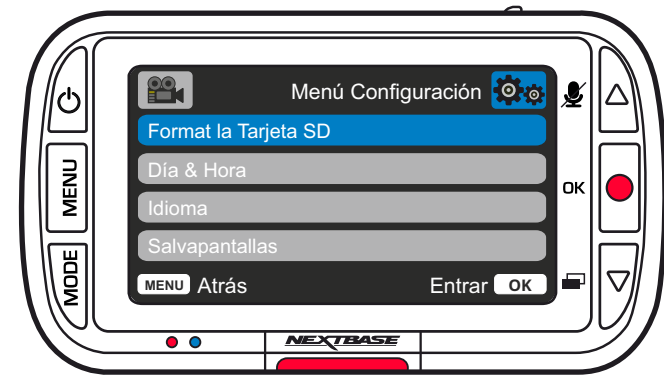 Menú Configuración
Format la Tarjeta SD
Día & Hora
Idioma
Salvapantallas
MENU Atrás Entrar OK
MENU
MODE
OK
NEXTBASE